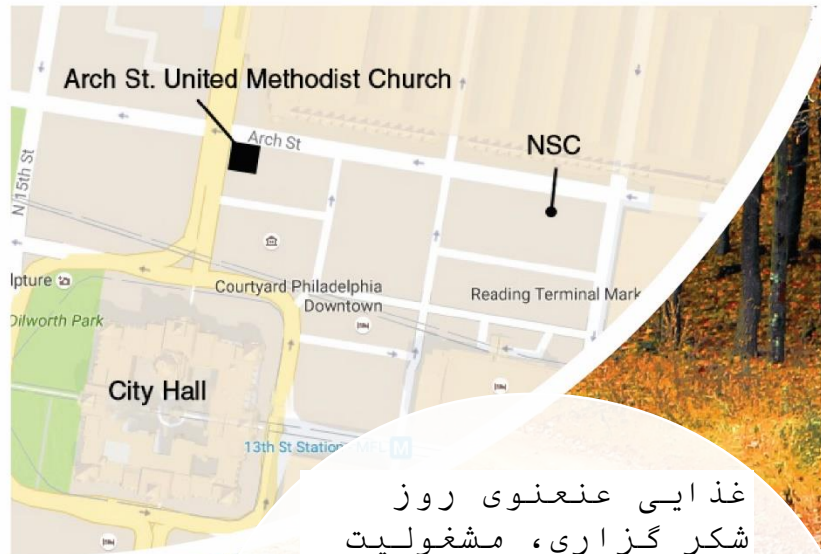 Arch St. United Methodist Church
Arch St
NSC
N 15th St
lpture
Courtyard Philadelphia
Downtown
Reading Terminal Mark
Dilworth Park
City Hall
13th St Station MFL M
غذایی عنعنوی روز
شکر گزاری، مشغولیت